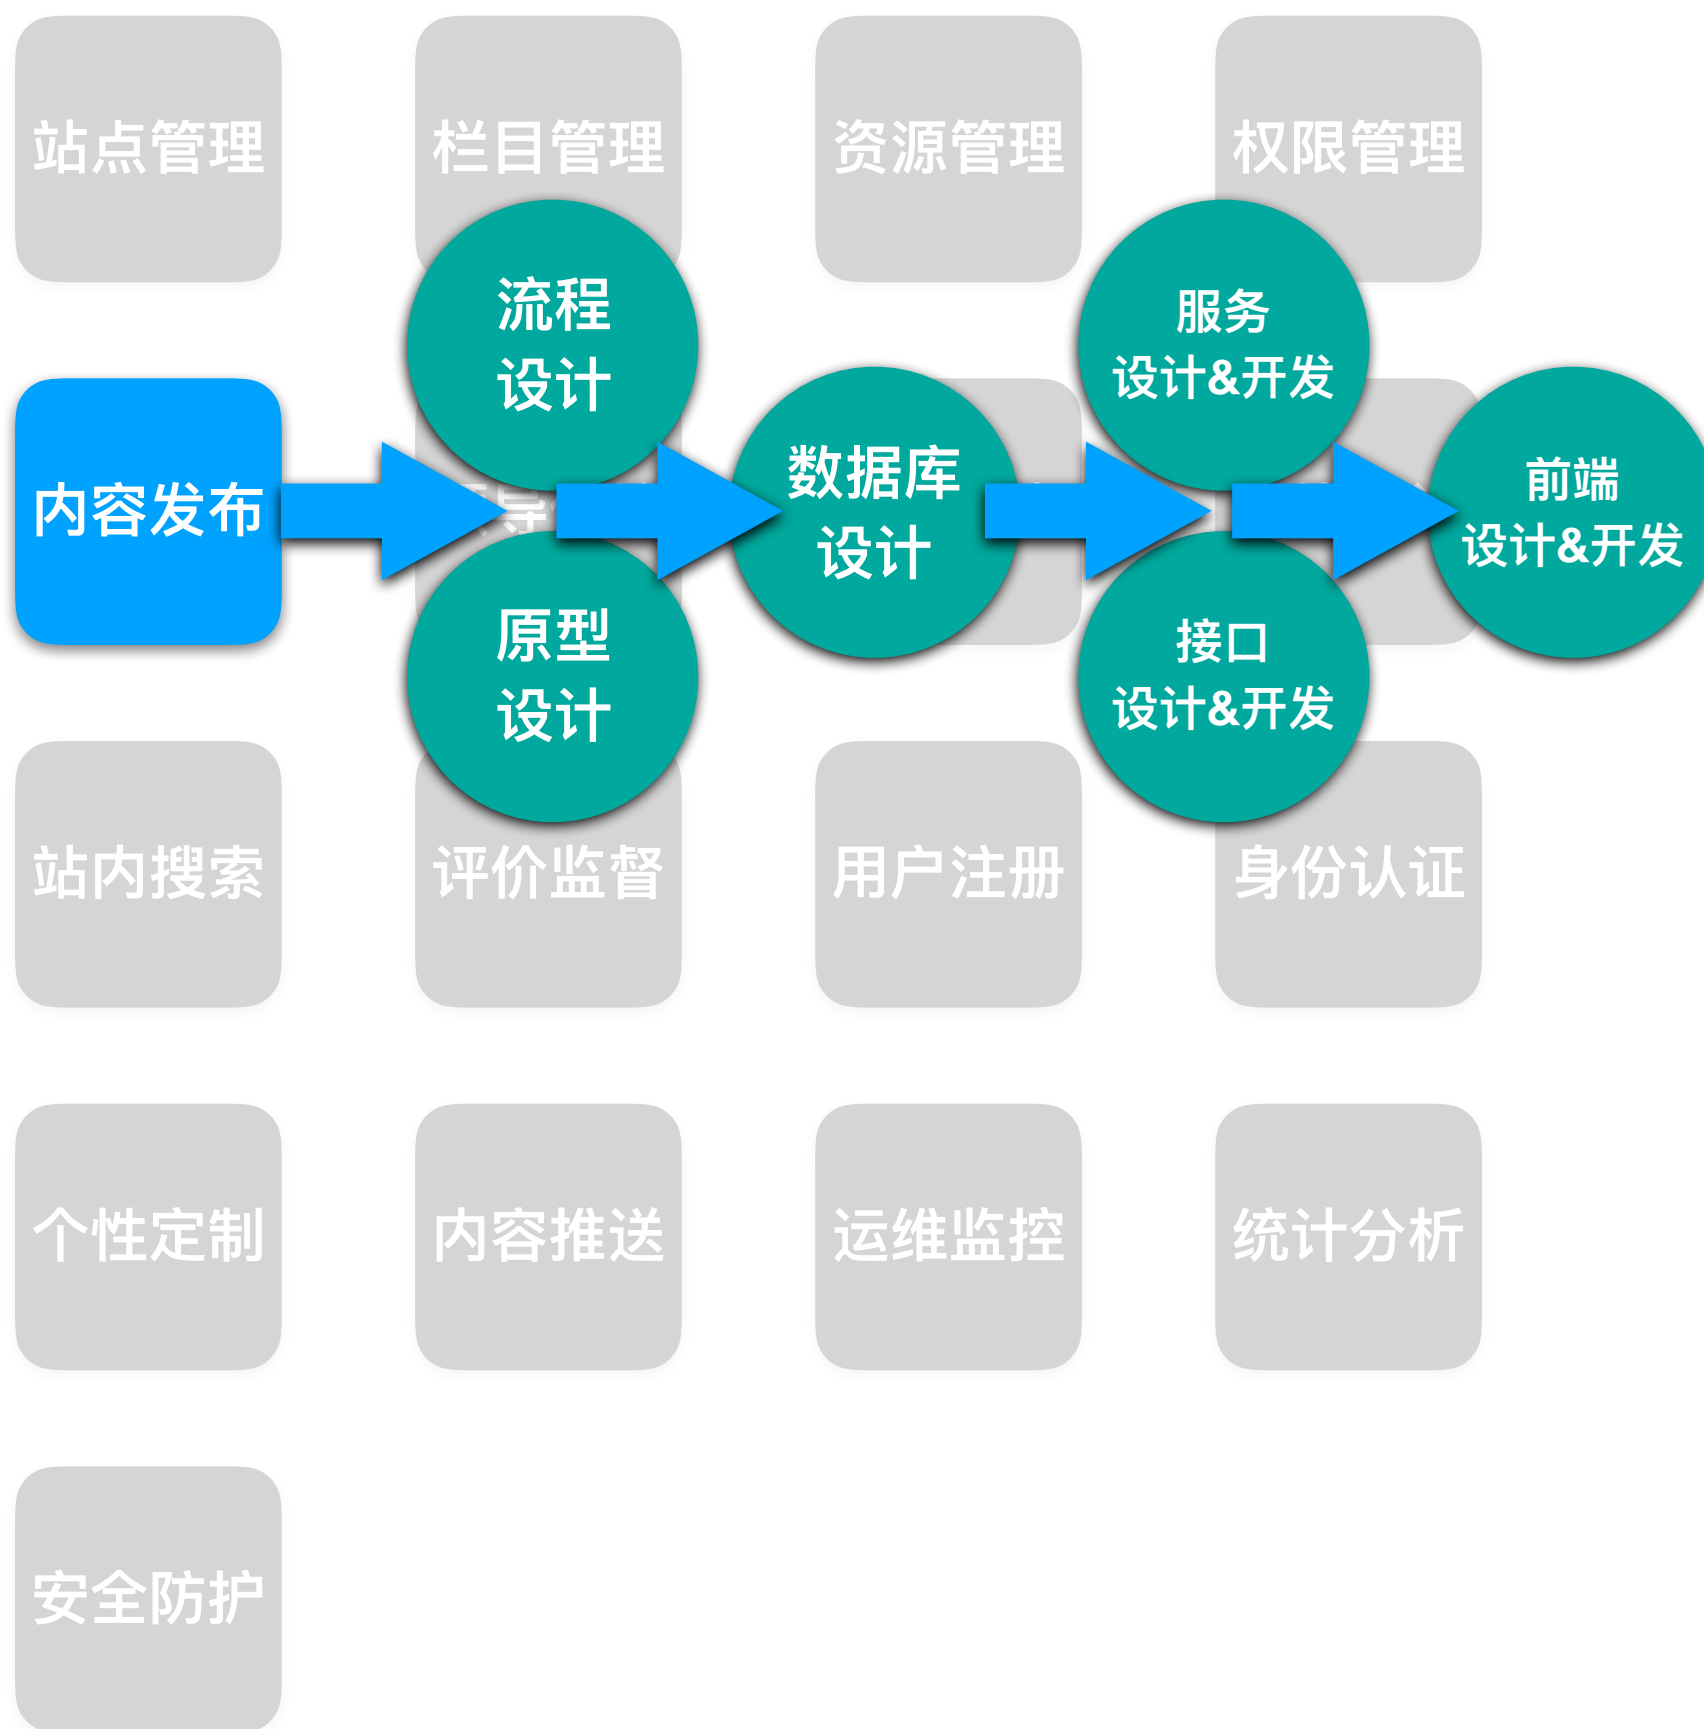 站点管理
栏目管理
资源管理
权限管理
流程
设计
服务
设计&开发
内容发布
数据库
设计
前端
设计&开发
原型
设计
接口
设计&开发
站内搜索
评价监督
用户注册
身份认证
个性定制
内容推送
运维监控
统计分析
安全防护